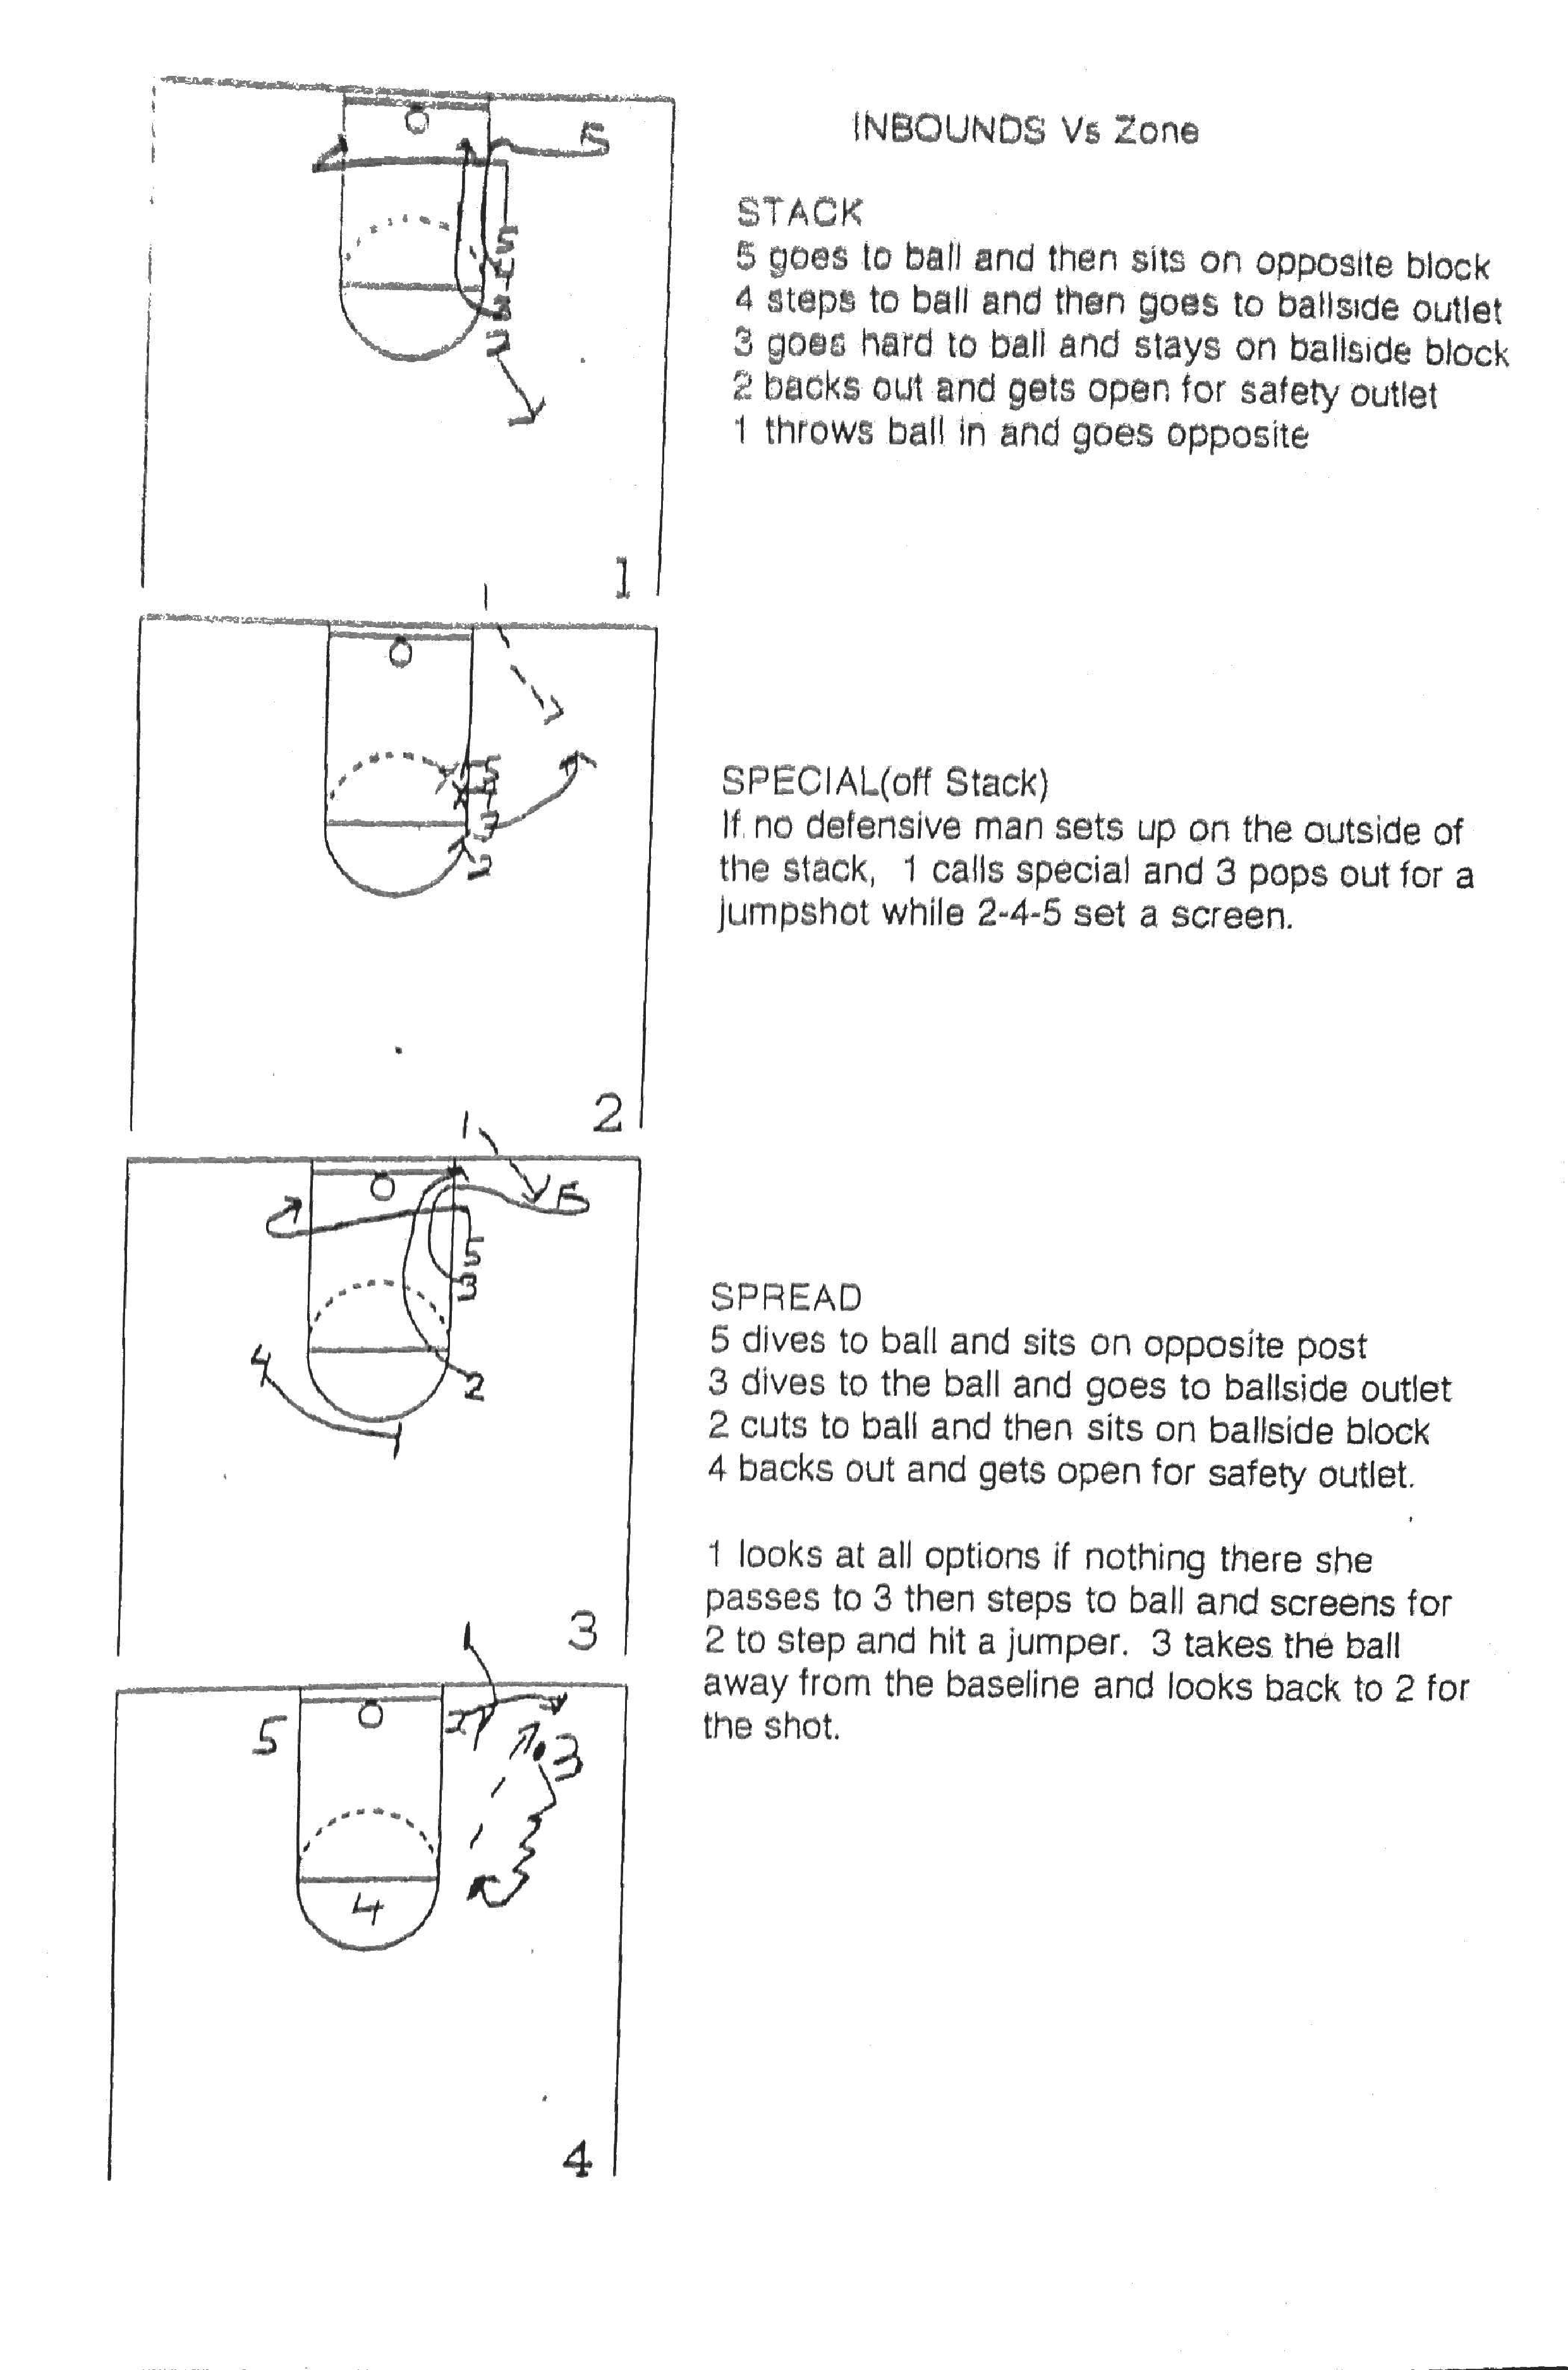 INBOUNDS Vs Zone
STACK
5 goes to ball and then sits on opposite block
4 steps to ball and then goes to ballside outlet
3 goes hard to ball and stays on ballside block
2 backs out and gets open for safety outlet
1 throws ball in and goes opposite
5
5
4
3
2
1
1
SPECIAL(off Stack)
If no defensive man sets up on the outside of
the stack, 1 calls special and 3 pops out for a
jumpshot while 2-4-5 set a screen.
5
4
3
2
2
1
SPREAD
5 dives to ball and sits on opposite post
3 dives to the ball and goes to ballside outlet
2 cuts to ball and then sits on ballside block
4 backs out and gets open for safety outlet.
5
3
4
2
3
1 looks at all options if nothing there she
passes to 3 then steps to ball and screens for
2 to step and hit a jumper. 3 takes the ball
away from the baseline and looks back to 2 for
the shot.
1
5
3
4
4